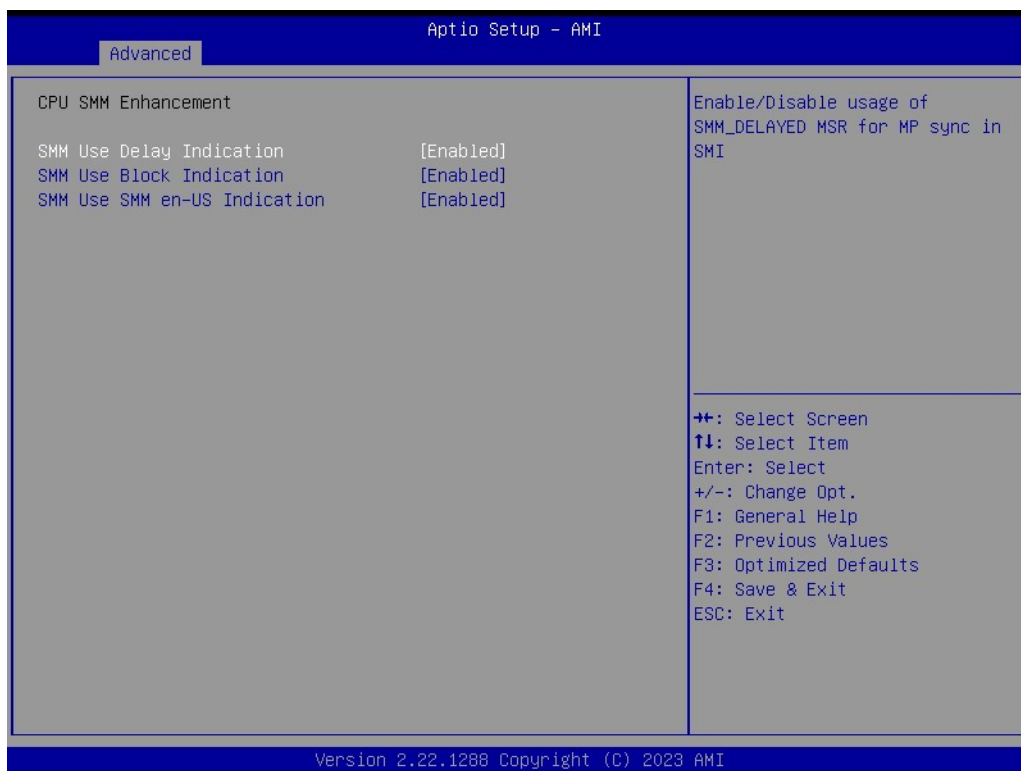 Aptio Setup – AMI
Advanced
CPU SMM Enhancement
SMM Use Delay Indication [Enabled]
SMM Use Block Indication [Enabled]
SMM Use SMM en-US Indication [Enabled]
Enable/Disable usage of
SMM_DELAYED MSR for MP sync in
SMI
→←: Select Screen
↑↓: Select Item
Enter: Select
+/-: Change Opt.
F1: General Help
F2: Previous Values
F3: Optimized Defaults
F4: Save & Exit
ESC: Exit
Version 2.22.1288 Copyright (C) 2023 AMI